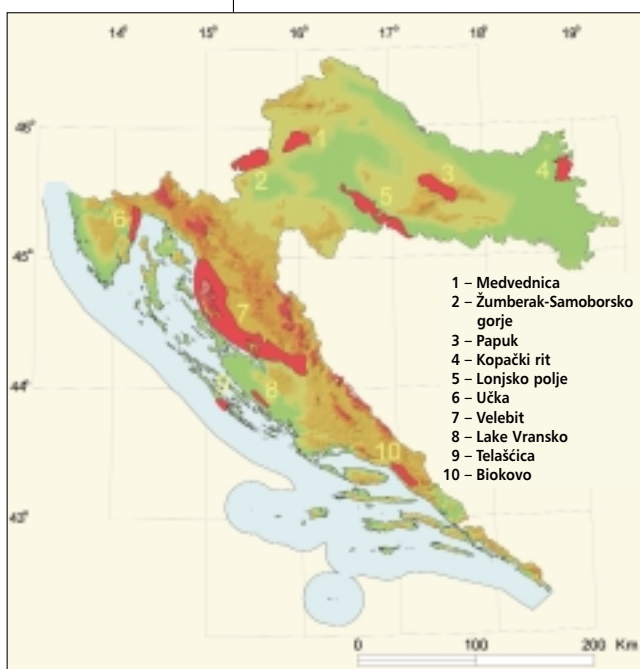 14° 15° 16° 17° 18° 19°
46°
45°
44°
43°
1
2
3
4
5
6
7
8
9
10
1 – Medvednica
2 – Žumberak-Samoborsko
gorje
3 – Papuk
4 – Kopački rit
5 – Lonjsko polje
6 – Učka
7 – Velebit
8 – Lake Vransko
9 – Telašćica
10 – Biokovo
0 100 200 Km